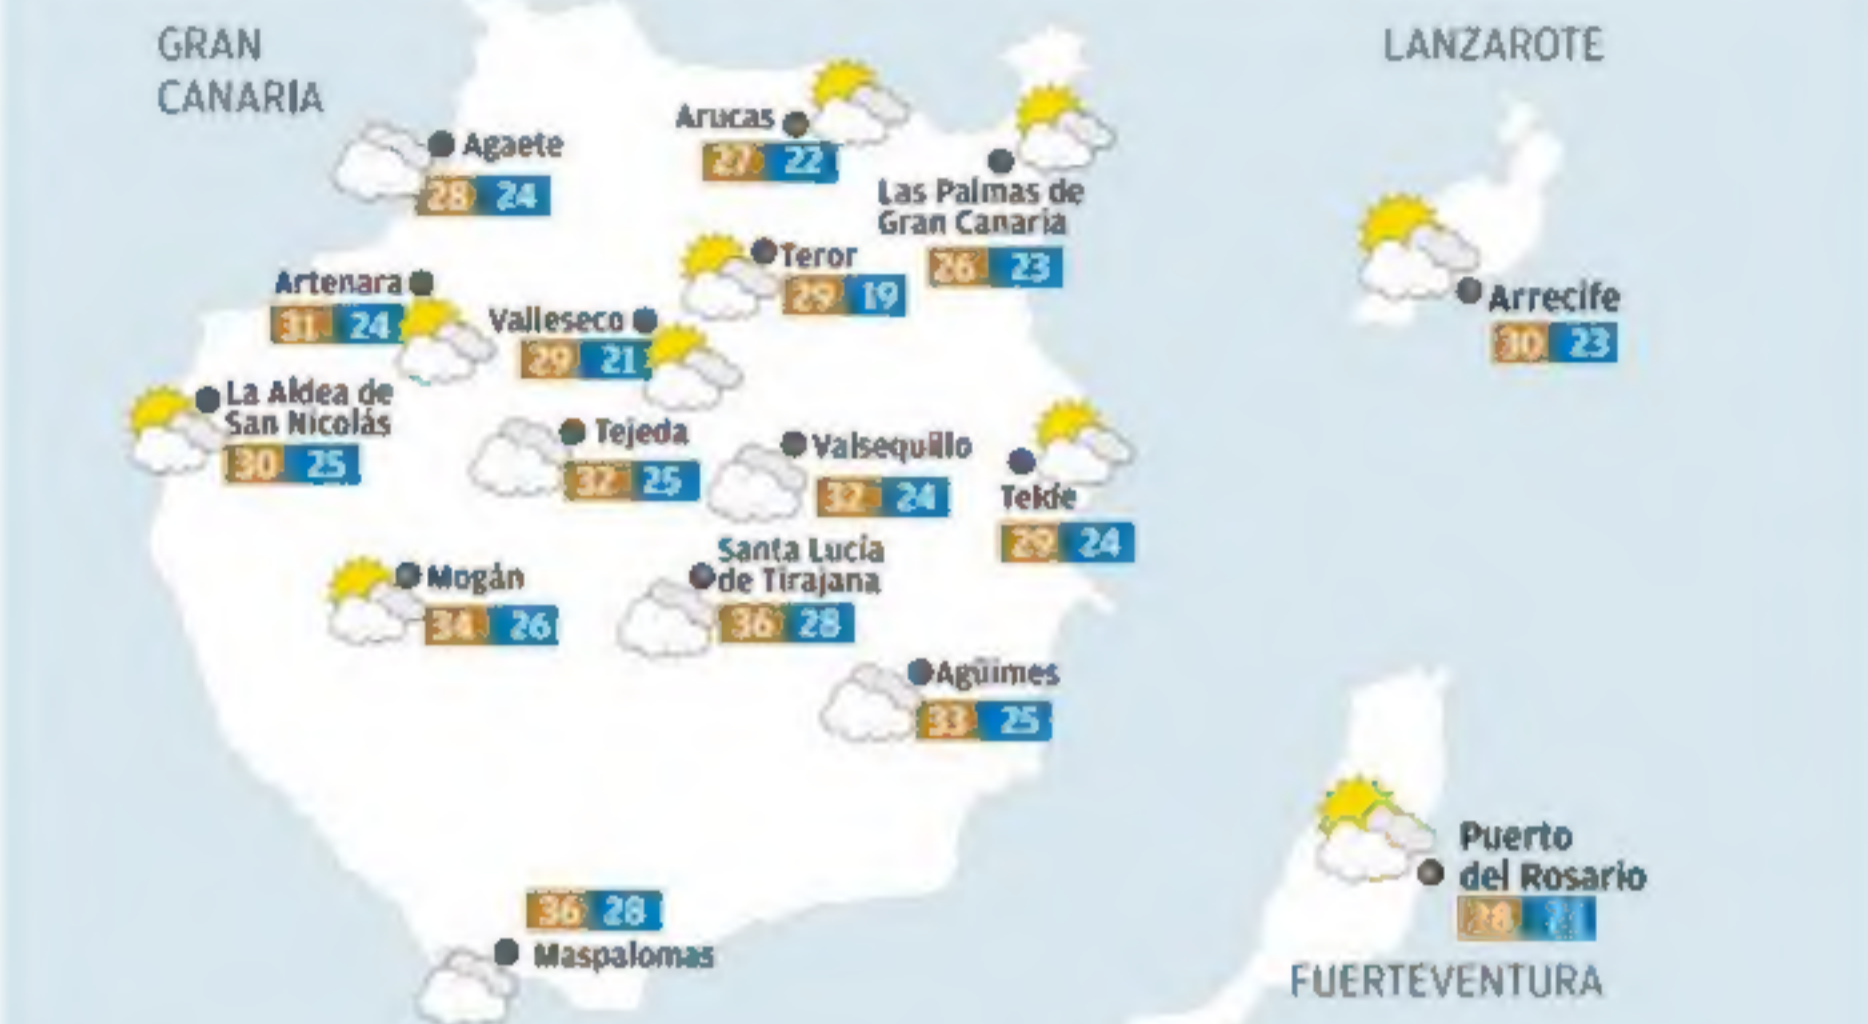 GRAN
CANARIA
LANZAROTE
Agaete
28 24
Arucas
27 22
Las Palmas de
Gran Canaria
26 23
Teror
29 19
Artenara
31 24
Valleseco
29 21
Arrecife
30 23
La Aldea de
San Nicolás
30 25
Tejeda
32 25
Valsequillo
32 24
Telde
29 24
Mogán
34 26
Santa Lucía
de Tirajana
36 28
Agüimes
33 25
36 28
Maspalomas
Puerto
del Rosario
28
FUERTEVENTURA